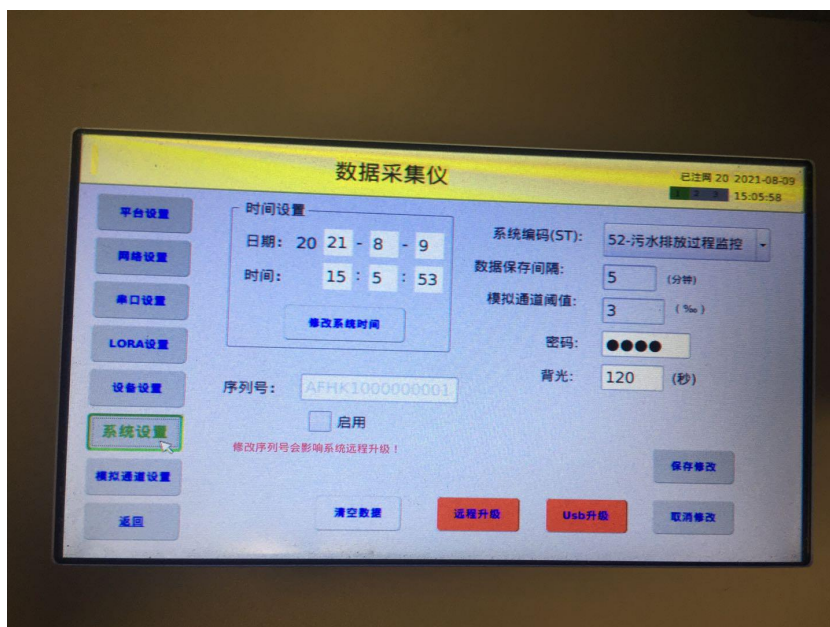 数据采集仪
已注网 20 2021-08-09
1 2 3 15:05:58
平台设置
网络设置
串口设置
LORA设置
设备设置
系统设置
模拟通道设置
返回
时间设置
日期: 20 21 - 8 - 9
时间: 15 : 5 : 53
修改系统时间
系统编码(ST): 52-污水排放过程监控
数据保存间隔: 5 (分钟)
模拟通道阈值: 3 (‰)
密码: ●●●●
背光: 120 (秒)
序列号: AFHK1000000001
启用
修改序列号会影响系统远程升级！
保存修改
清空数据 远程升级 Usb升级 取消修改